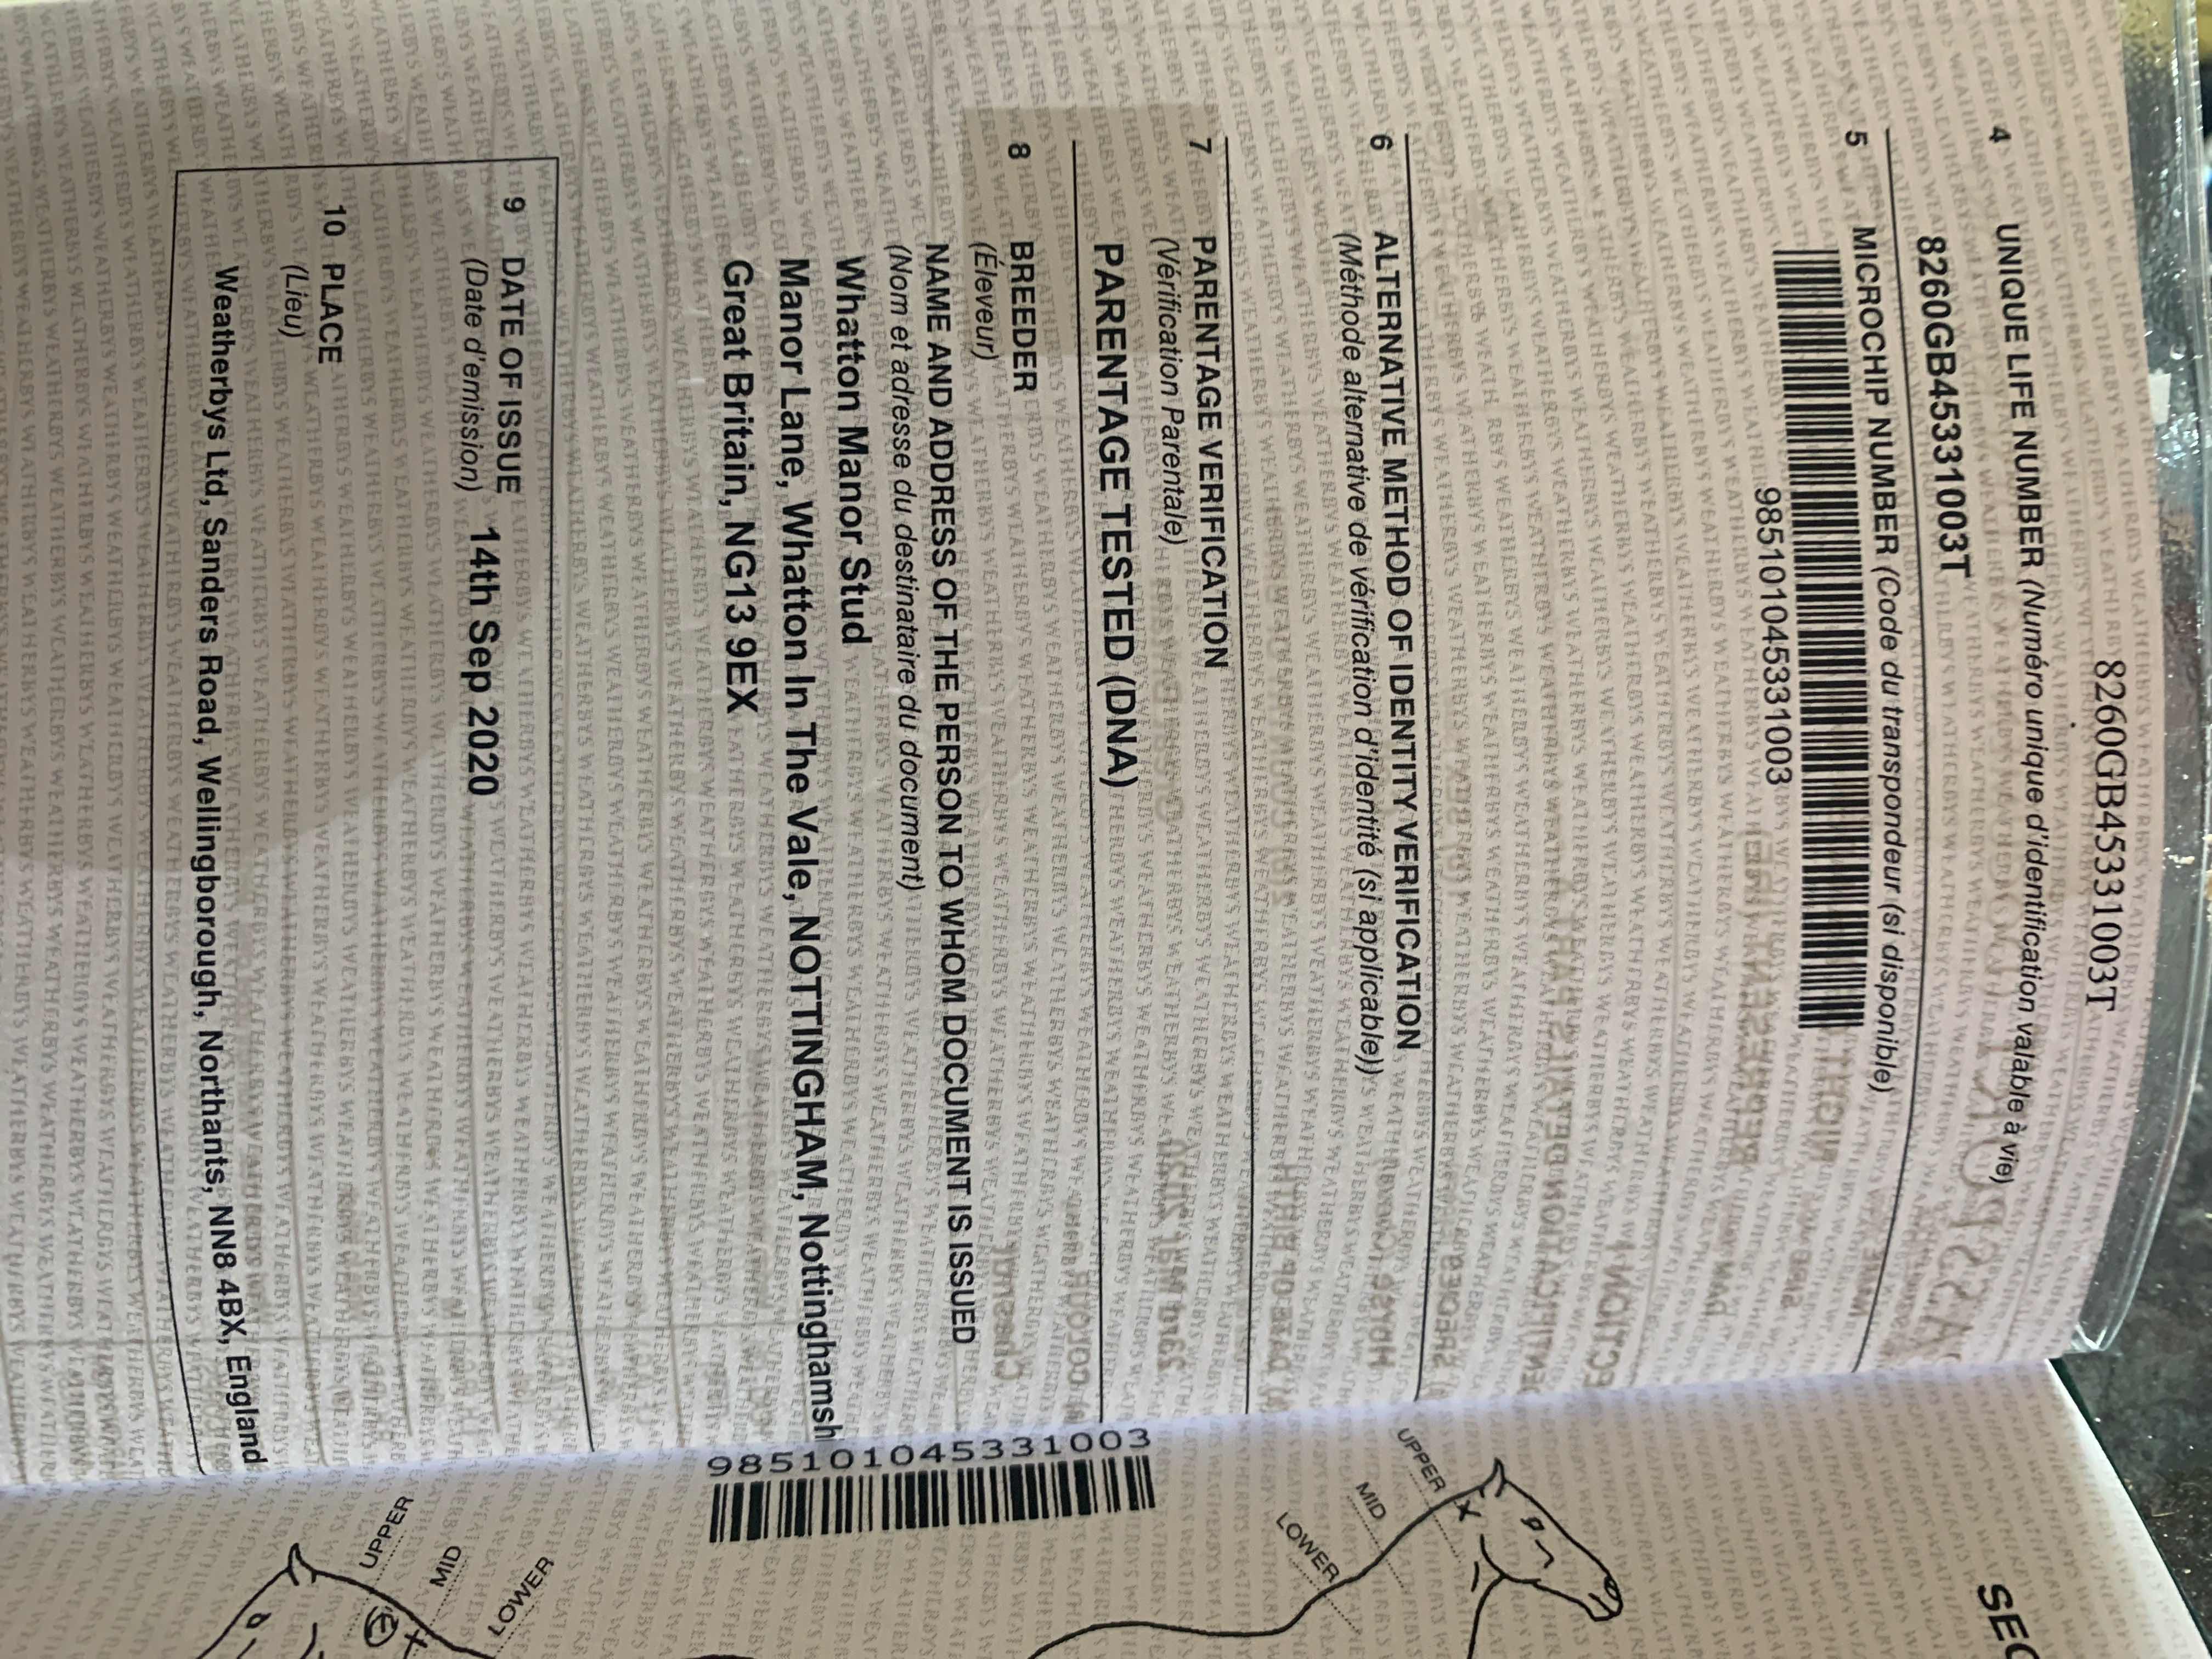 8260GB45331003T
4 UNIQUE LIFE NUMBER (Numéro unique d'identification valable à vie)
8260GB45331003T
5 MICROCHIP NUMBER (Code du transpondeur (si disponible)
985101045331003
6 ALTERNATIVE METHOD OF IDENTITY VERIFICATION
(Méthode alternative de vérification d'identité (si applicable))
7 PARENTAGE VERIFICATION
(Vérification Parentale)
PARENTAGE TESTED (DNA)
8 BREEDER
(Éleveur)
NAME AND ADDRESS OF THE PERSON TO WHOM DOCUMENT IS ISSUED
(Nom et adresse du destinataire du document)
Whatton Manor Stud
Manor Lane, Whatton In The Vale, NOTTINGHAM, Nottinghamsh
Great Britain, NG13 9EX
9 DATE OF ISSUE
(Date d'emission) 14th Sep 2020
10 PLACE
(Lieu)
Weatherbys Ltd, Sanders Road, Wellingborough, Northants, NN8 4BX, England
SEC
985101045331003
UPPER
MID
LOWER
UPPER
MID
LOWER